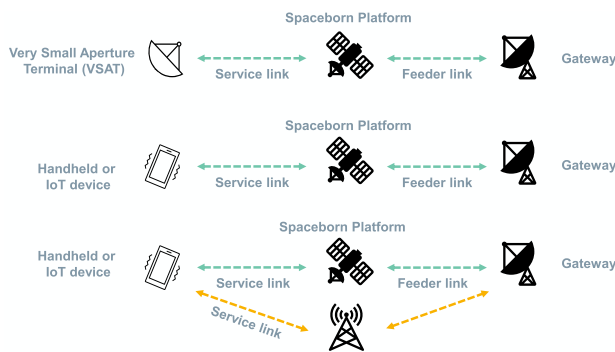 Spaceborn Platform
Very Small Aperture
Terminal (VSAT)
Service link
Feeder link
Gateway
Spaceborn Platform
Handheld or
IoT device
Service link
Feeder link
Gateway
Spaceborn Platform
Handheld or
IoT device
Service link
Feeder link
Gateway
Service link